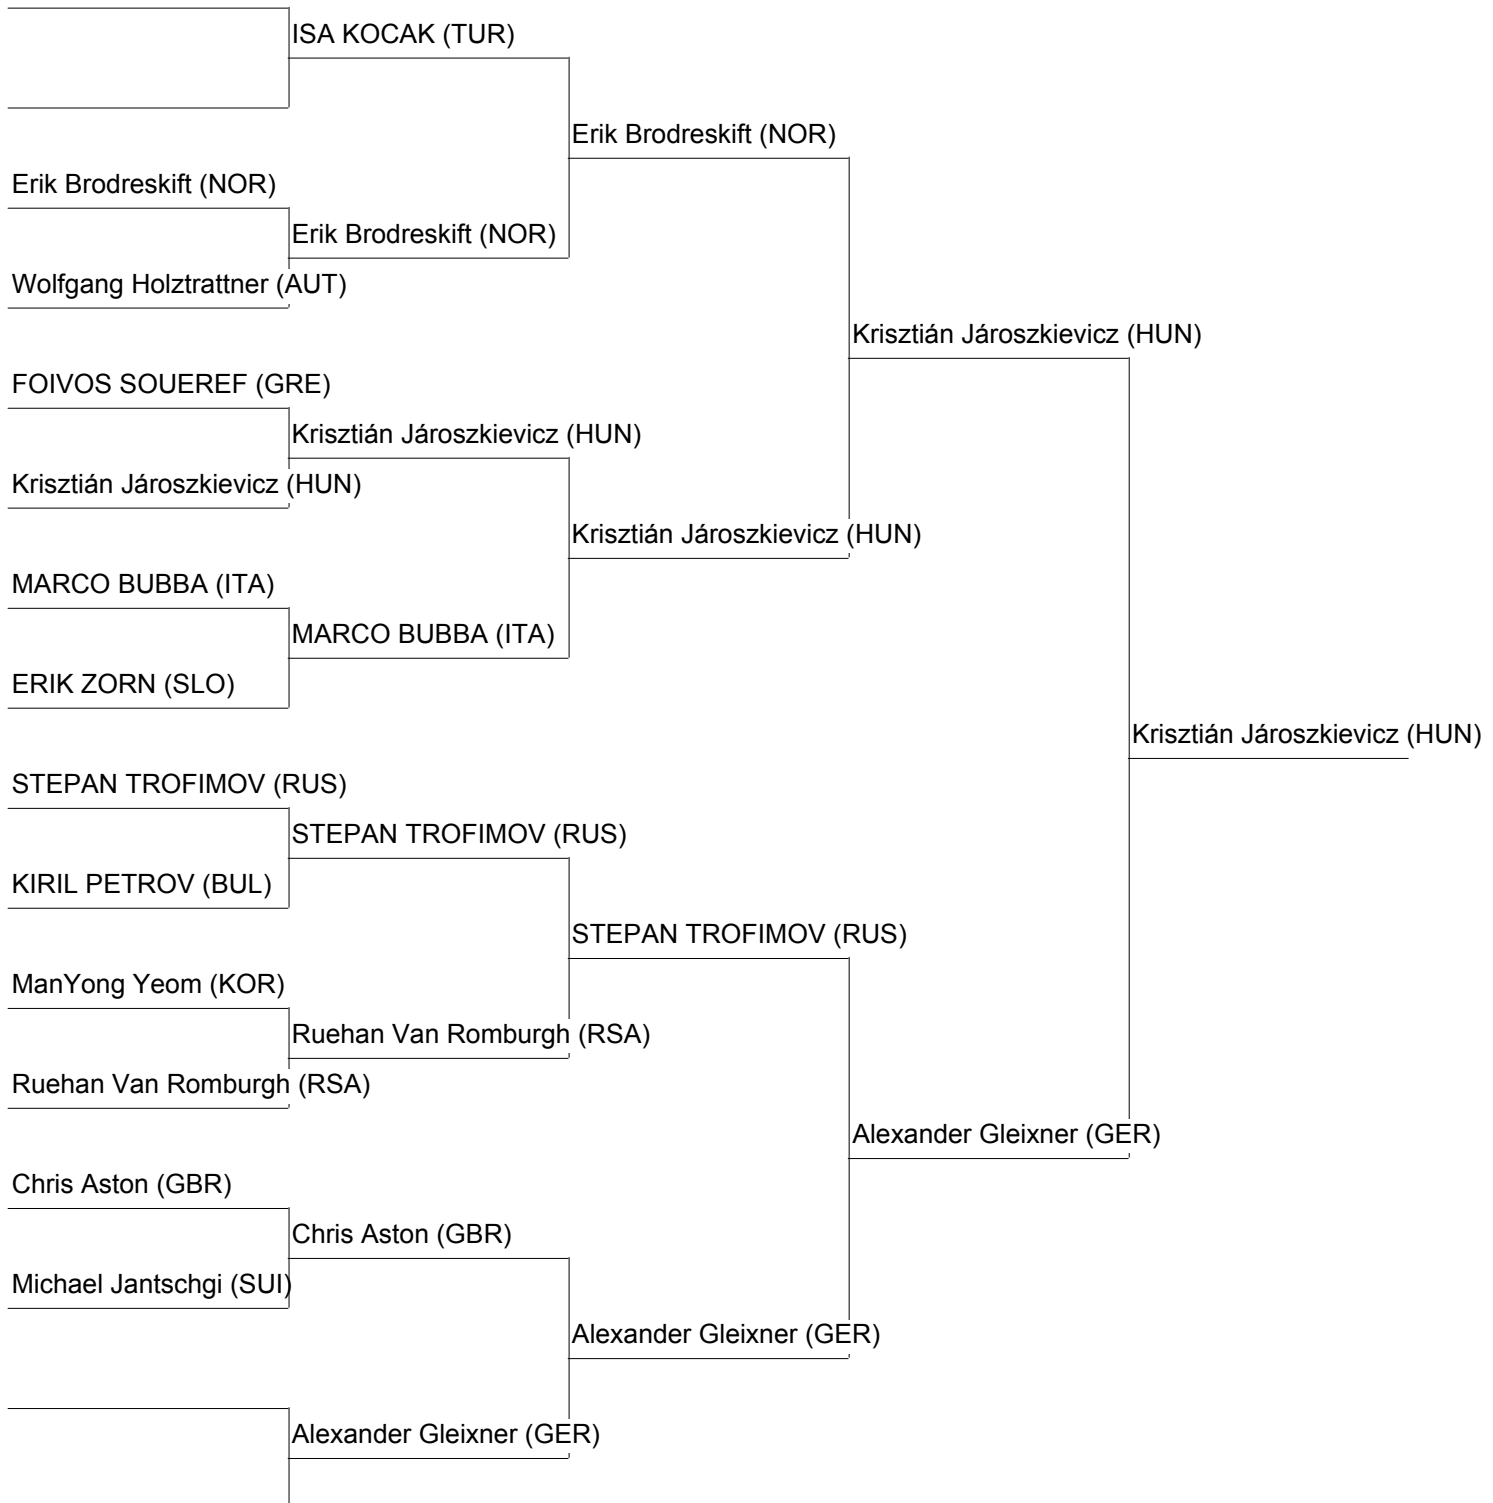 ISA KOCAK (TUR)
Erik Brodreskift (NOR)
Erik Brodreskift (NOR)
Erik Brodreskift (NOR)
Wolfgang Holztrattner (AUT)
Krisztián Jároszkievicz (HUN)
FOIVOS SOUEREF (GRE)
Krisztián Jároszkievicz (HUN)
Krisztián Jároszkievicz (HUN)
Krisztián Jároszkievicz (HUN)
MARCO BUBBA (ITA)
MARCO BUBBA (ITA)
ERIK ZORN (SLO)
Krisztián Jároszkievicz (HUN)
STEPAN TROFIMOV (RUS)
STEPAN TROFIMOV (RUS)
KIRIL PETROV (BUL)
STEPAN TROFIMOV (RUS)
ManYong Yeom (KOR)
Ruehan Van Romburgh (RSA)
Ruehan Van Romburgh (RSA)
Alexander Gleixner (GER)
Chris Aston (GBR)
Chris Aston (GBR)
Michael Jantschgi (SUI)
Alexander Gleixner (GER)
Alexander Gleixner (GER)